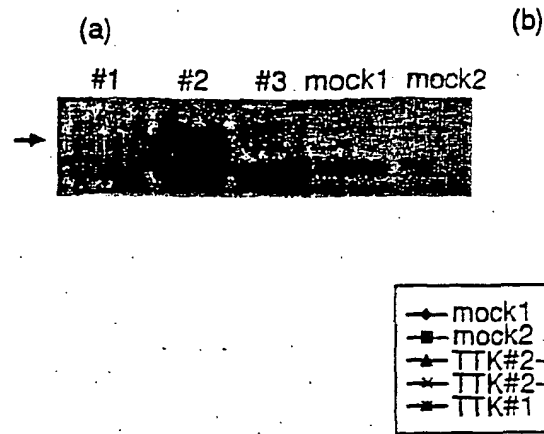 (a) (b)
#1 #2 #3 mock1 mock2
mock1
mock2
TTK#2-
TTK#2-
TTK#1